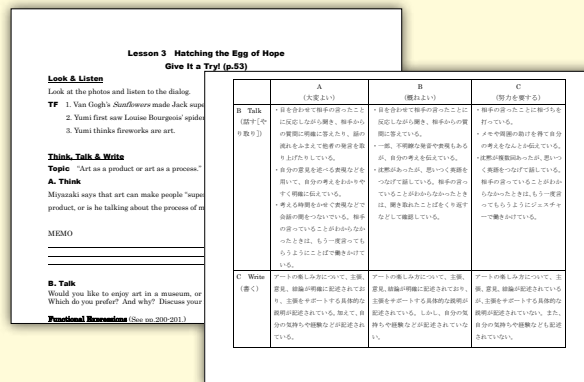 Lesson 3 Hatching the Egg of Hope
Give It a Try! (p.53)
Look & Listen
Look at the photos and listen to the dialog.
TF 1. Van Gogh's Sunflowers made Jack supe
2. Yumi first saw Louise Bourgeois' spider
3. Yumi thinks fireworks are art.
Think, Talk & Write
Topic "Art as a product or art as a process."
A. Think
Miyazaki says that art can make people "supe
product, or is he talking about the process of m
MEMO
B. Talk
Would you like to enjoy art in a museum, or
Which do you prefer? And why? Discuss your
Functional Expressions (See no.200-201.)
A
(大変よい)
B
(概ねよい)
C
(努力を要する)
B Talk
(話す[や
り取り])
・目を合わせて相手の言ったこと
に反応しながら聞き、相手から
の質問に明確に答えたり、話の
流れをふまえて他者の発言を取
り上げたりしている。
・自分の意見を述べる表現などを
用いて、自分の考えをわかりや
すく明確に伝えている。
・考える時間をかせぐ表現などで
会話の間をつないでいる。相手
の言っていることがわからなか
ったときは、もう一度言っても
らうようにことばで働きかけて
いる。
・目を合わせて相手の言ったこと
に反応しながら聞き、相手からの質
問に答えている。
・一部、不明瞭な発音や表現もある
が、自分の考えを伝えている。
・沈黙があったが、思いつく英語を
つなげて話している。相手の言っ
ていることがわからなかったとき
は、聞き取れたことばをくり返す
などして確認している。
・相手の言ったことに相づちを
打っている。
・メモや周囲の助けを得て自分
の考えをなんとか伝えている。
・沈黙が複数回あったが、思いつ
く英語をつなげて話している。
相手の言っていることがわか
らなかったときは、もう一度言
ってもらうようにジェスチャ
ーで働きかけている。
C Write
(書く)
アートの楽しみ方について、主張、
意見、結論が明確に記述されてお
り、主張をサポートする具体的な
説明が記述されている。加えて、自
分の気持ちや経験などが記述され
ている。
アートの楽しみ方について、主張、
意見、結論が明確に記述されており、
主張をサポートする具体的な説明が
記述されている。しかし、自分の気
持ちや経験などが記述されていな
い。
アートの楽しみ方について、主
張、意見、結論が記述されている
が、主張をサポートする具体的な
説明が記述されていない。また、
自分の気持ちや経験なども記述
されていない。